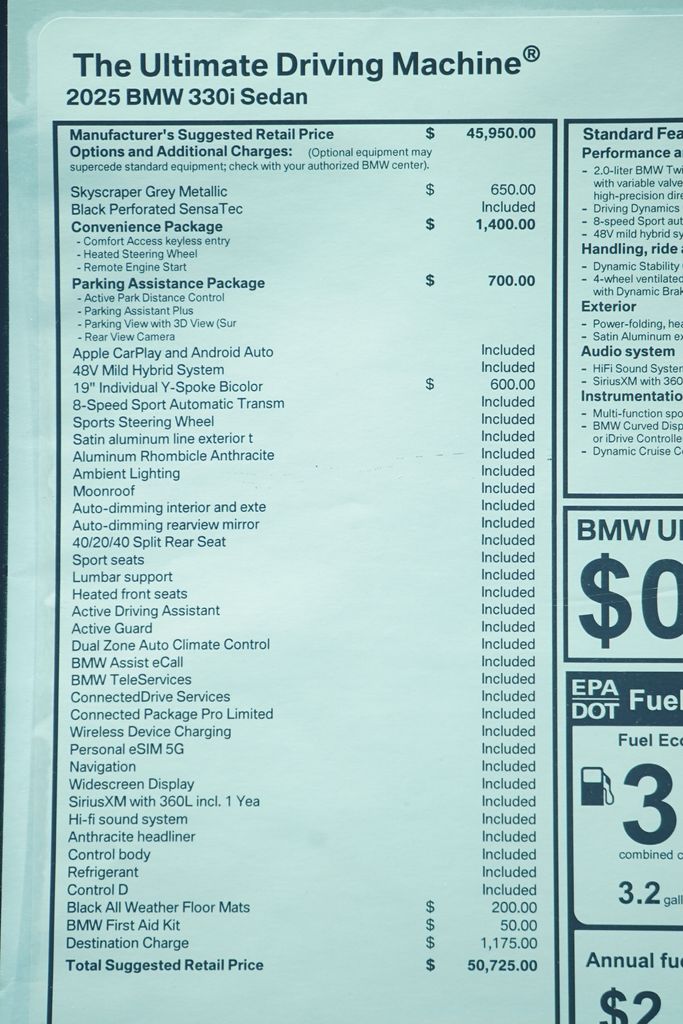 The Ultimate Driving Machine®
2025 BMW 330i Sedan
Manufacturer's Suggested Retail Price $ 45,950.00
Options and Additional Charges: (Optional equipment may
supercede standard equipment; check with your authorized BMW center).
Skyscraper Grey Metallic $ 650.00
Black Perforated SensaTec Included
Convenience Package $ 1,400.00
- Comfort Access keyless entry
- Heated Steering Wheel
- Remote Engine Start
Parking Assistance Package $ 700.00
- Active Park Distance Control
- Parking Assistant Plus
- Parking View with 3D View (Sur
- Rear View Camera
Apple CarPlay and Android Auto Included
48V Mild Hybrid System Included
19" Individual Y-Spoke Bicolor $ 600.00
8-Speed Sport Automatic Transm Included
Sports Steering Wheel Included
Satin aluminum line exterior t Included
Aluminum Rhombicle Anthracite Included
Ambient Lighting Included
Moonroof Included
Auto-dimming interior and exte Included
Auto-dimming rearview mirror Included
40/20/40 Split Rear Seat Included
Sport seats Included
Lumbar support Included
Heated front seats Included
Active Driving Assistant Included
Active Guard Included
Dual Zone Auto Climate Control Included
BMW Assist eCall Included
BMW TeleServices Included
ConnectedDrive Services Included
Connected Package Pro Limited Included
Wireless Device Charging Included
Personal eSIM 5G Included
Navigation Included
Widescreen Display Included
SiriusXM with 360L incl. 1 Yea Included
Hi-fi sound system Included
Anthracite headliner Included
Control body Included
Refrigerant Included
Control D Included
Black All Weather Floor Mats $ 200.00
BMW First Aid Kit $ 50.00
Destination Charge $ 1,175.00
Total Suggested Retail Price $ 50,725.00
Standard Fea
Performance a
- 2.0-liter BMW Twi
with variable valve
high-precision dire
- Driving Dynamics
- 8-speed Sport aut
- 48V mild hybrid sy
Handling, ride
- Dynamic Stability
- 4-wheel ventilated
with Dynamic Brak
Exterior
- Power-folding, hea
- Satin Aluminum ex
Audio system
- HiFi Sound System
- SiriusXM with 360
Instrumentatio
- Multi-function spo
- BMW Curved Disp
or iDrive Controlle
- Dynamic Cruise Co
BMW Ul
$0
EPA
DOT
Fuel
Fuel Eco
3
combined c
3.2 gall
Annual fue
$2